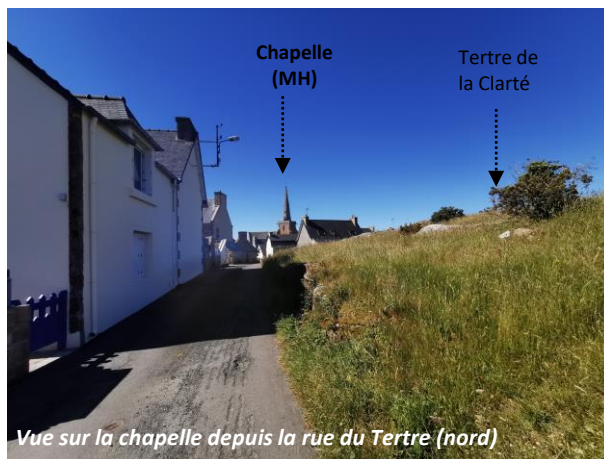 Chapelle
(MH)
Tertre de
la Clarté
Vue sur la chapelle depuis la rue du Tertre (nord)